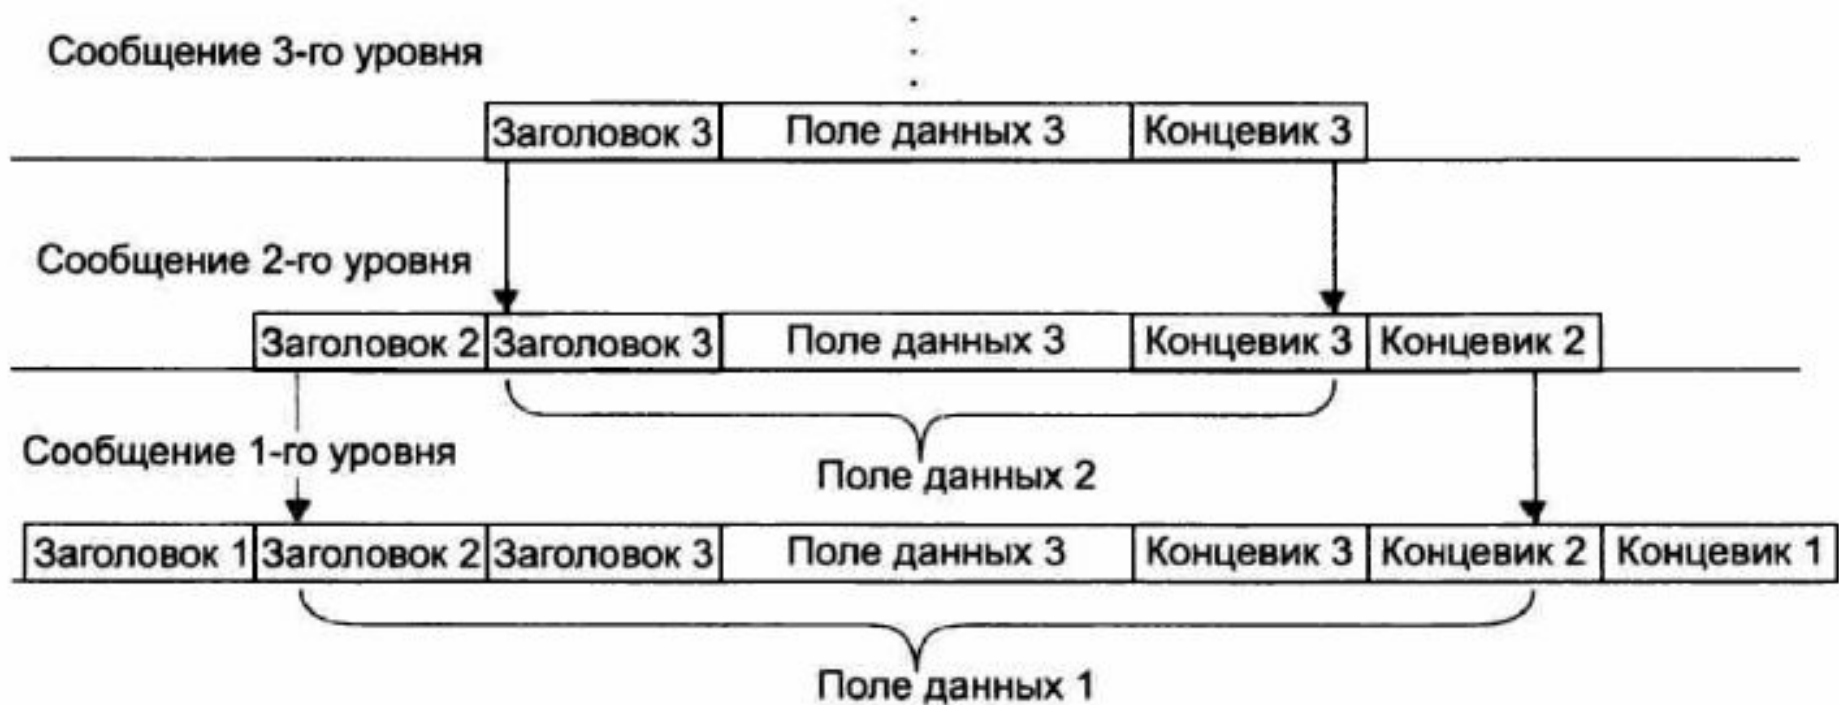 Сообщение 3-го уровня
Заголовок 3 Поле данных 3 Концевик 3
Сообщение 2-го уровня
Заголовок 2 Заголовок 3 Поле данных 3 Концевик 3 Концевик 2
Сообщение 1-го уровня
Поле данных 2
Заголовок 1 Заголовок 2 Заголовок 3 Поле данных 3 Концевик 3 Концевик 2 Концевик 1
Поле данных 1